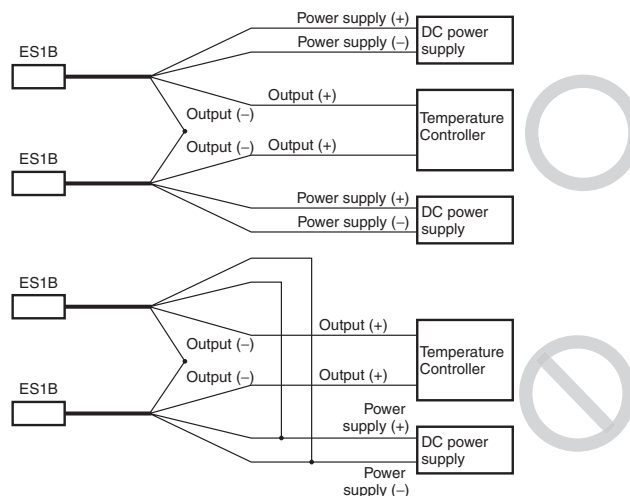 Power supply (+)
DC power
supply
ES1B
Power supply (−)
Output (+)
Output (−)
Temperature
Controller
Output (−)
Output (+)
ES1B
Power supply (+)
DC power
supply
Power supply (−)
ES1B
Output (+)
Temperature
Controller
Output (−)
Output (−)
Output (+)
ES1B
Power
supply (+)
DC power
supply
Power
supply (−)